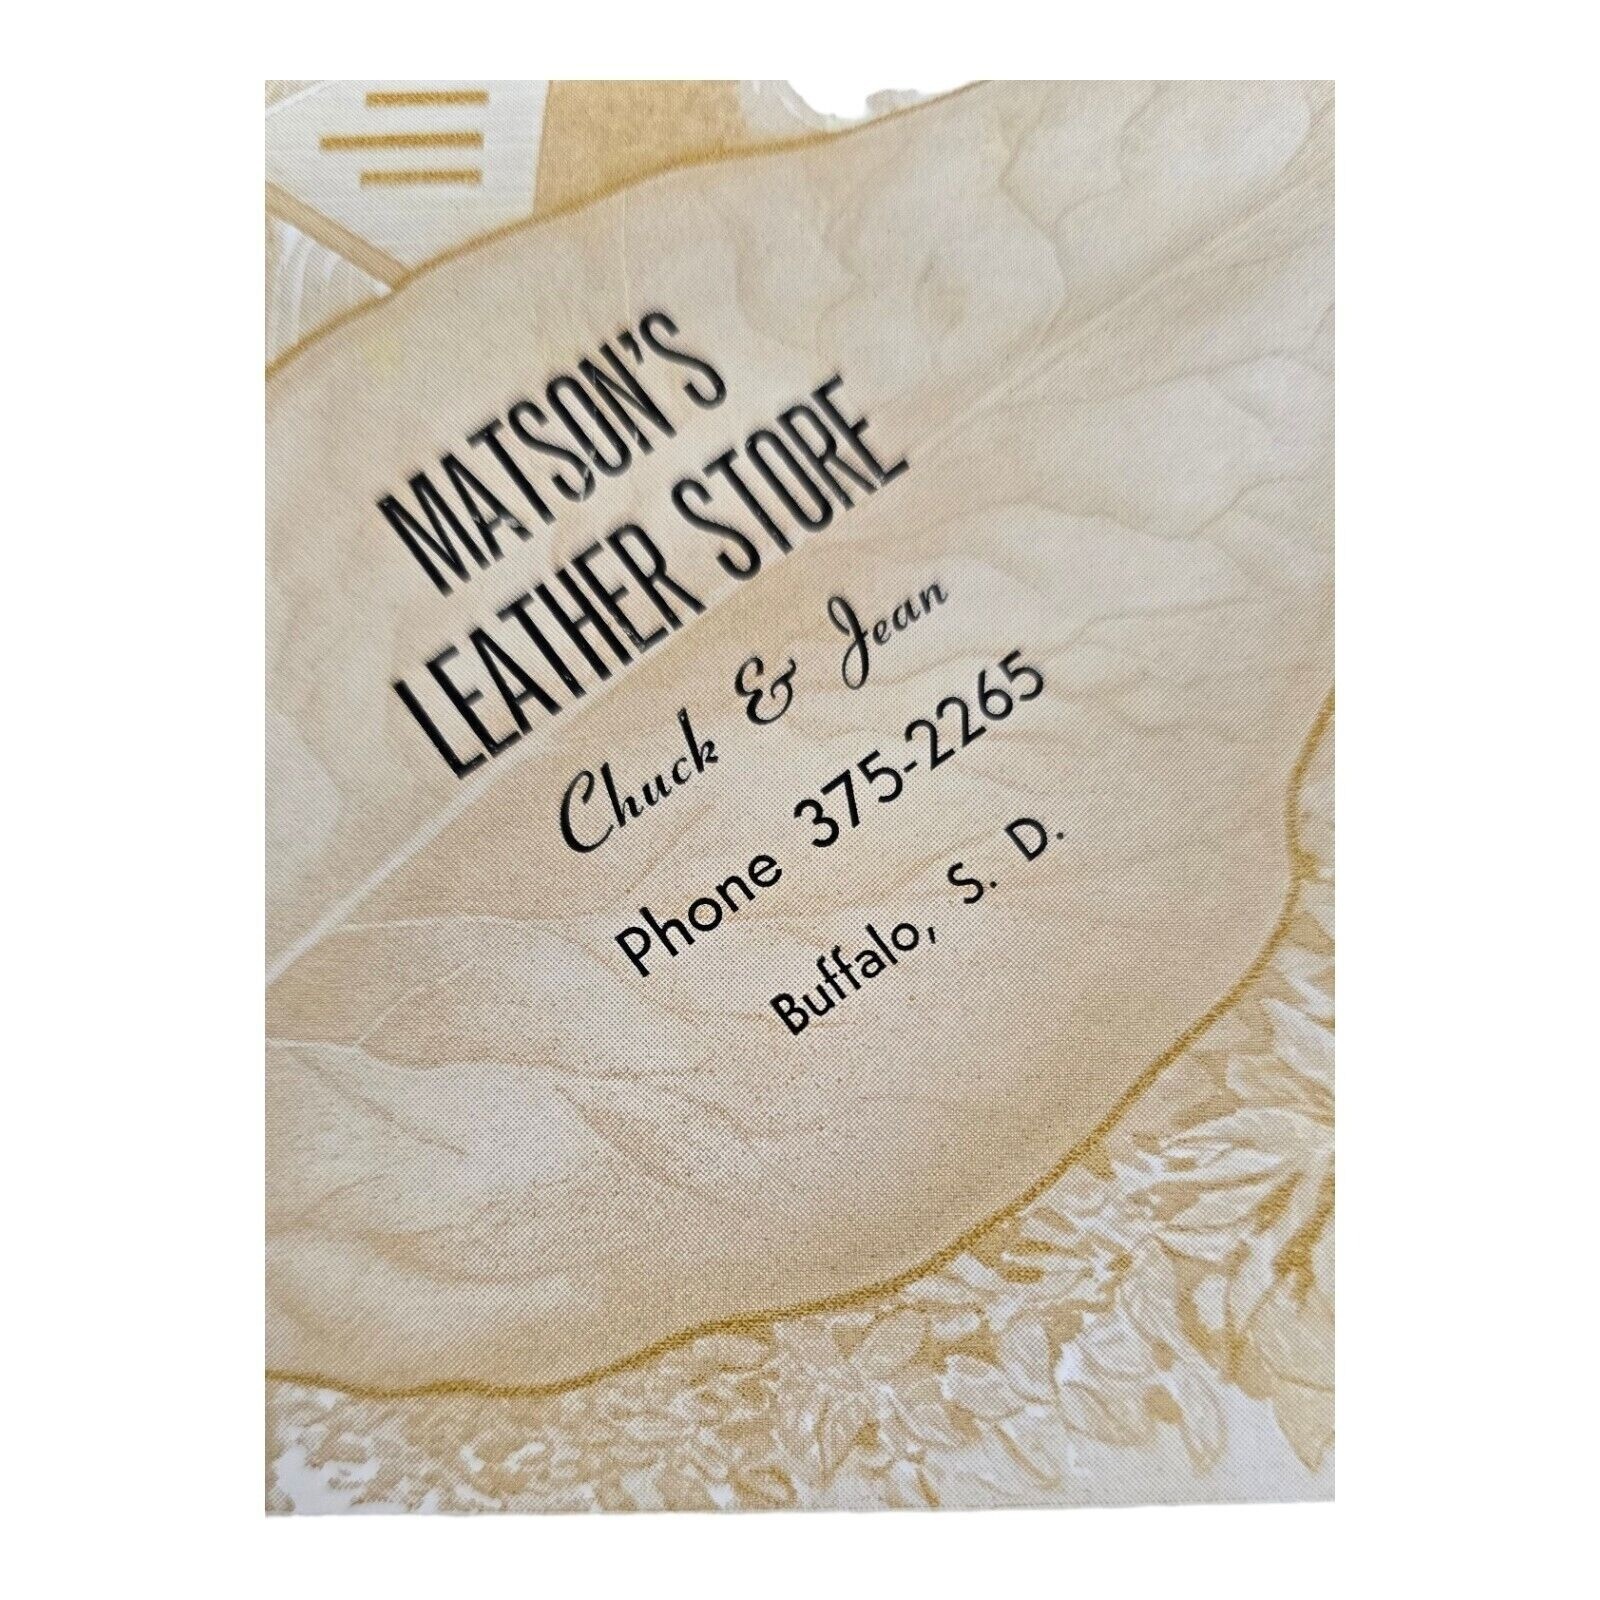 MATSON'S
LEATHER STORE
Chuck & Jean
Phone 375-2265
Buffalo, S. D.